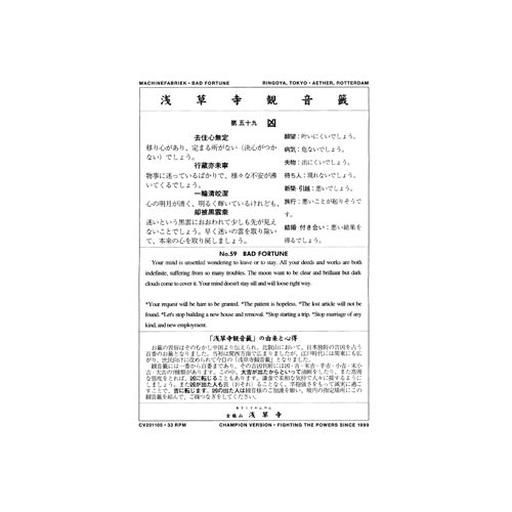 MACHINEFABRIEK • BAD FORTUNE
RINGOYA, TOKYO • AETHER, ROTTERDAM
浅草寺観音籤
第五十九 凶
去住心無定
移り心があり、定まる所がない(決心がつか
ない)でしょう。
行蔵亦未寧
物事に迷っているばかりで、様々な不安が沸
いてくるでしょう。
一輪清皎潔
心の明月が清く、明るく輝いているけれども、
却被黒雲乗
迷いという黒雲におおわれて少しも先が見え
ないことでしょう。早く迷いの雲を取り除い
て、本来の心を取り戻しましょう。
願望:叶いにくいでしょう。
病気:危ないでしょう。
失物:出にくいでしょう。
待ち人:現れないでしょう。
新築・引越:悪いでしょう。
旅行:悪いことが起りそうで
す。
結婚・付き合い:悪い結果を
得るでしょう。
No.59 BAD FORTUNE
Your mind is unsettled wondering to leave or to stay. All your deeds and works are both
indefinite, suffering from so many troubles. The moon want to be clear and brilliant but dark
clouds come to cover it. Your mind doesn't stay sill and will loose right way.
*Your request will be hare to be granted. *The patient is hopeless. *The lost article will not be
found. *Let's stop building a new house and removal. *Stop starting a trip. *Stop marriage of any
kind, and new employment.
「浅草寺観音籤」の由来と心得
金龍山 浅草寺
CV201105 • 33 RPM
CHAMPION VERSION • FIGHTING THE POWERS SINCE 1999